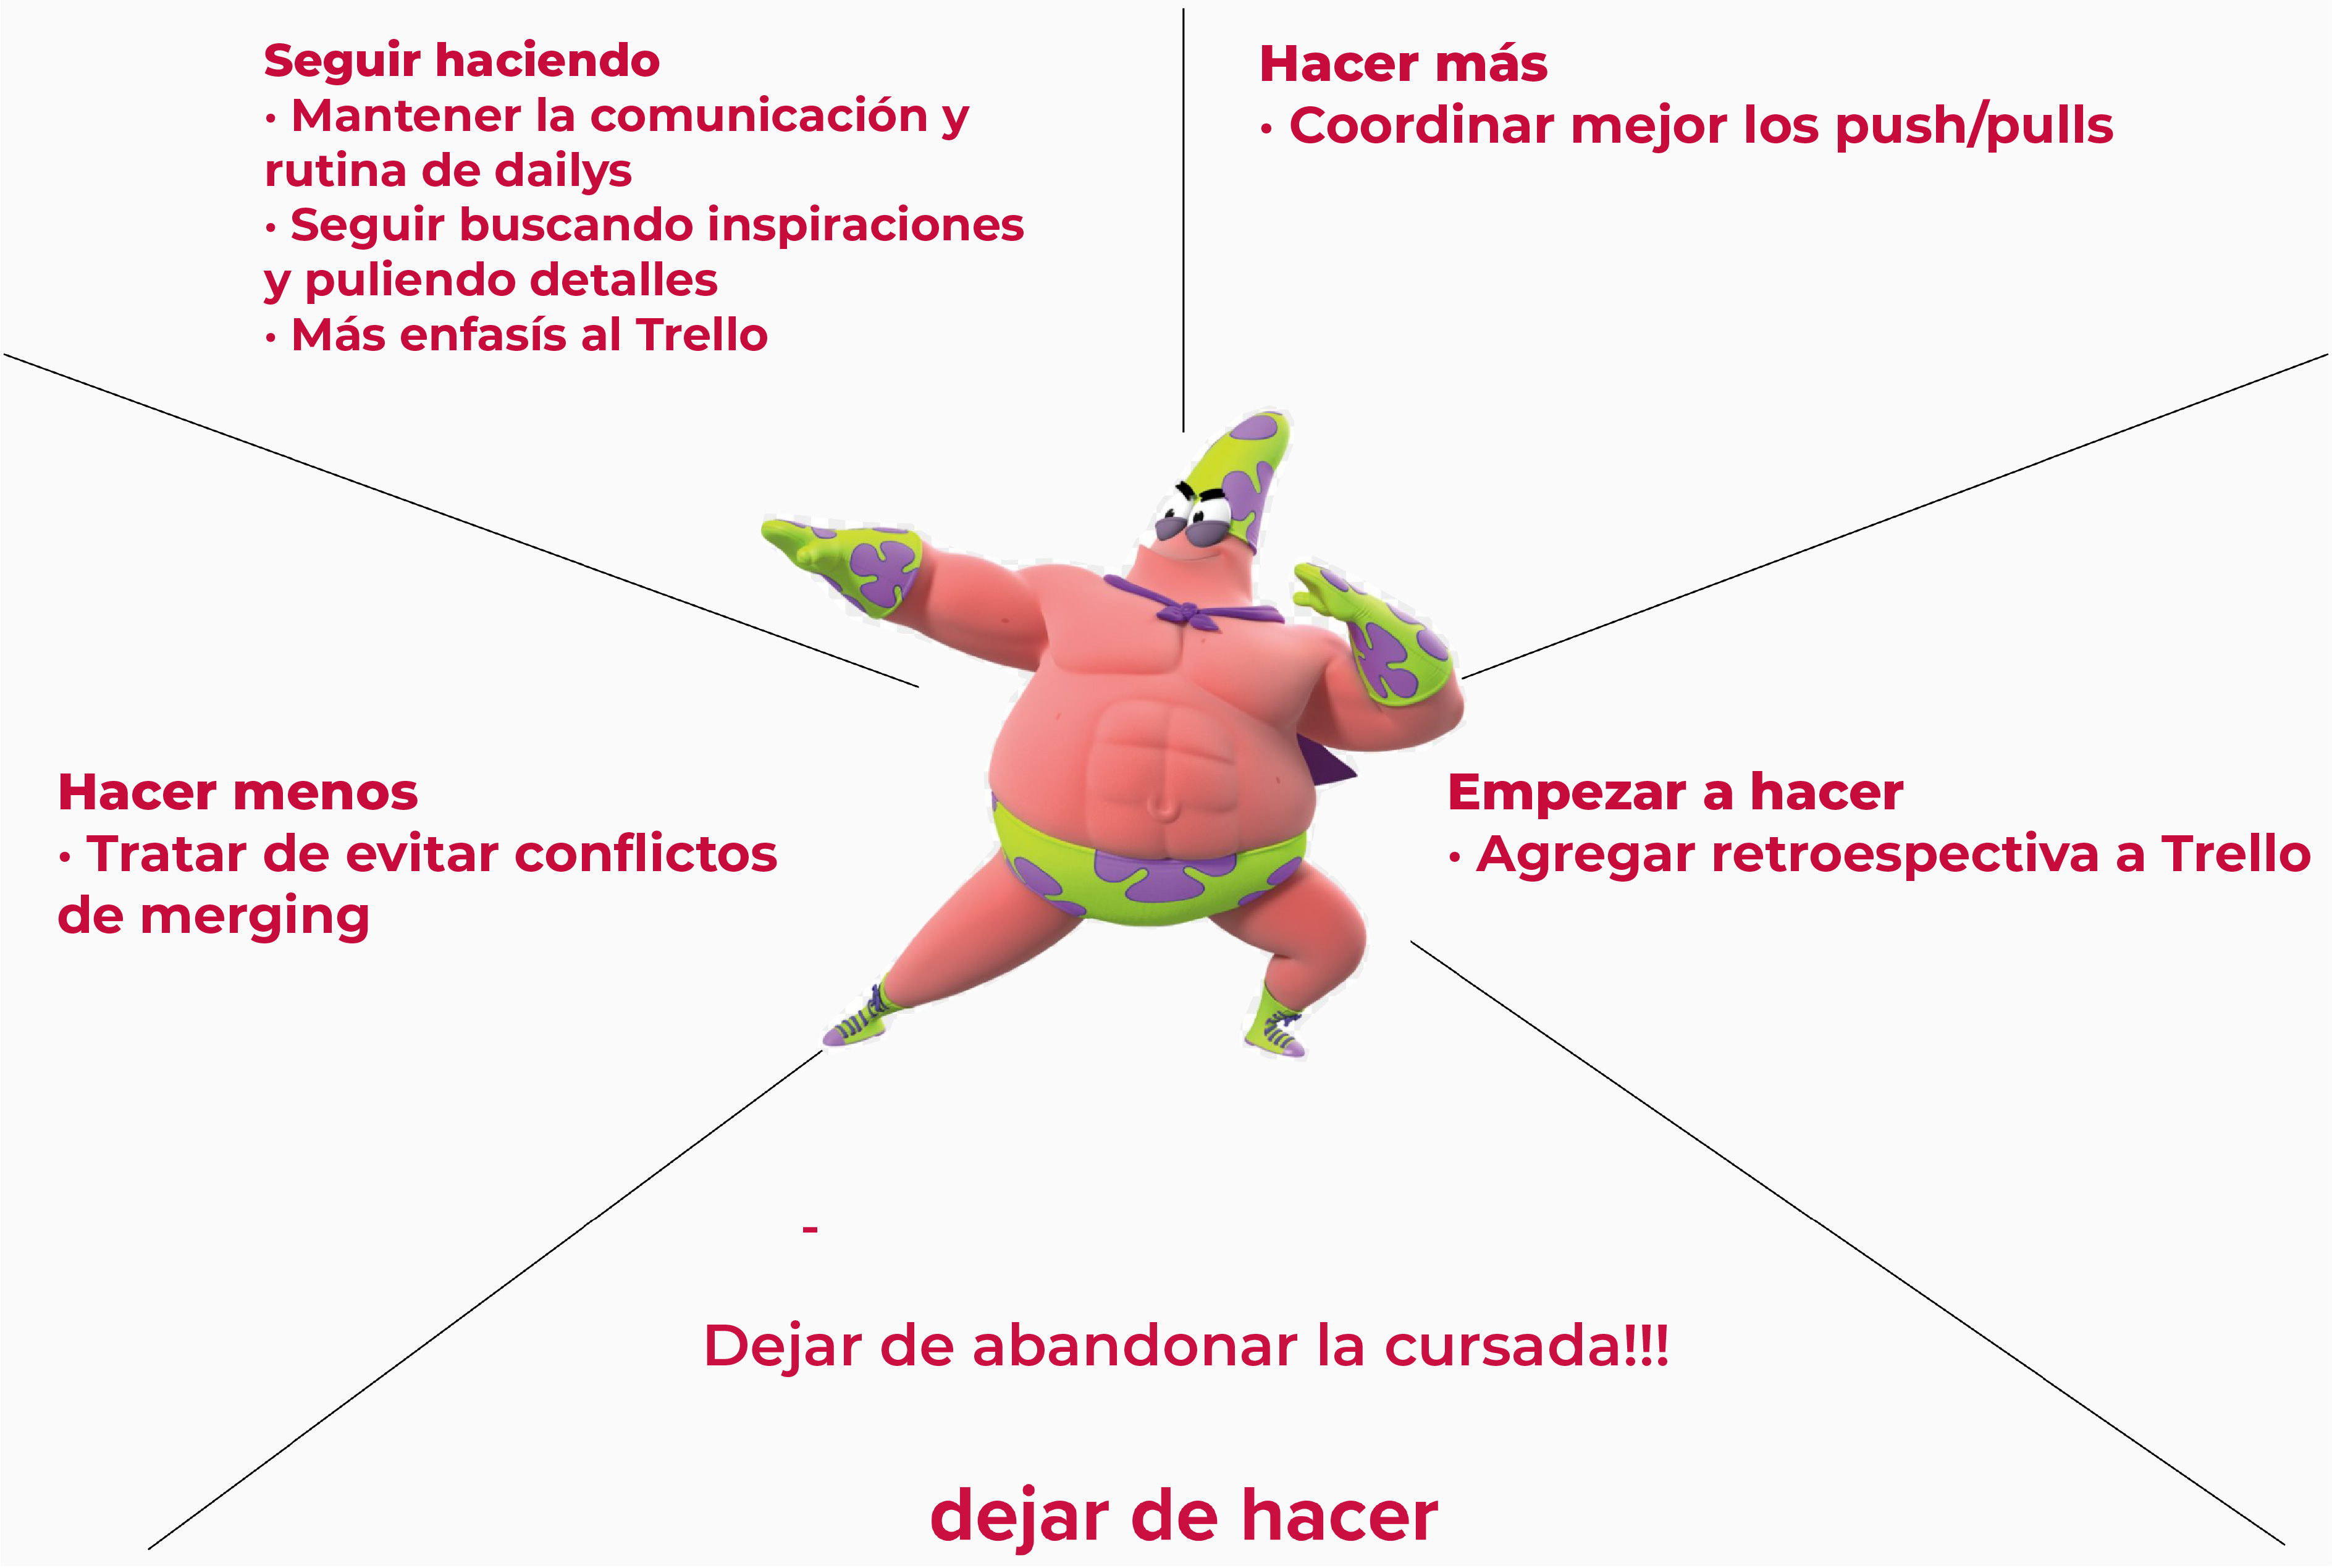 Seguir haciendo
• Mantener la comunicación y
rutina de dailys
• Seguir buscando inspiraciones
y puliendo detalles
• Más enfasís al Trello
Hacer más
• Coordinar mejor los push/pulls
Hacer menos
• Tratar de evitar conflictos
de merging
Empezar a hacer
• Agregar retroespectiva a Trello
-
Dejar de abandonar la cursada!!!
dejar de hacer